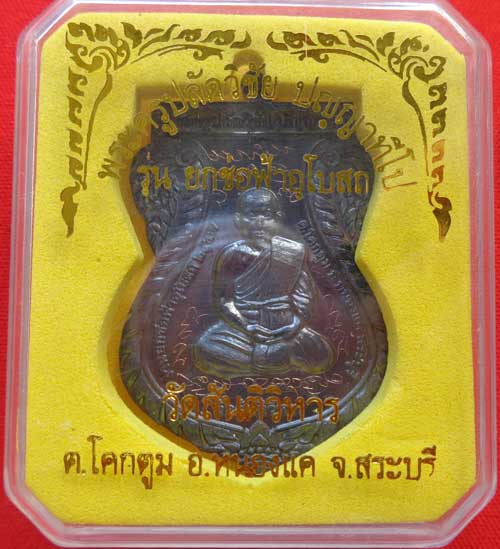 พระครูปลัดวิชัย ปญฺญาทีโป
รุ่น ยกช่อฟ้าอุโบสถ
วัดสันติวิหาร
ต.โคกตูม อ.หนองแค จ.สระบุรี